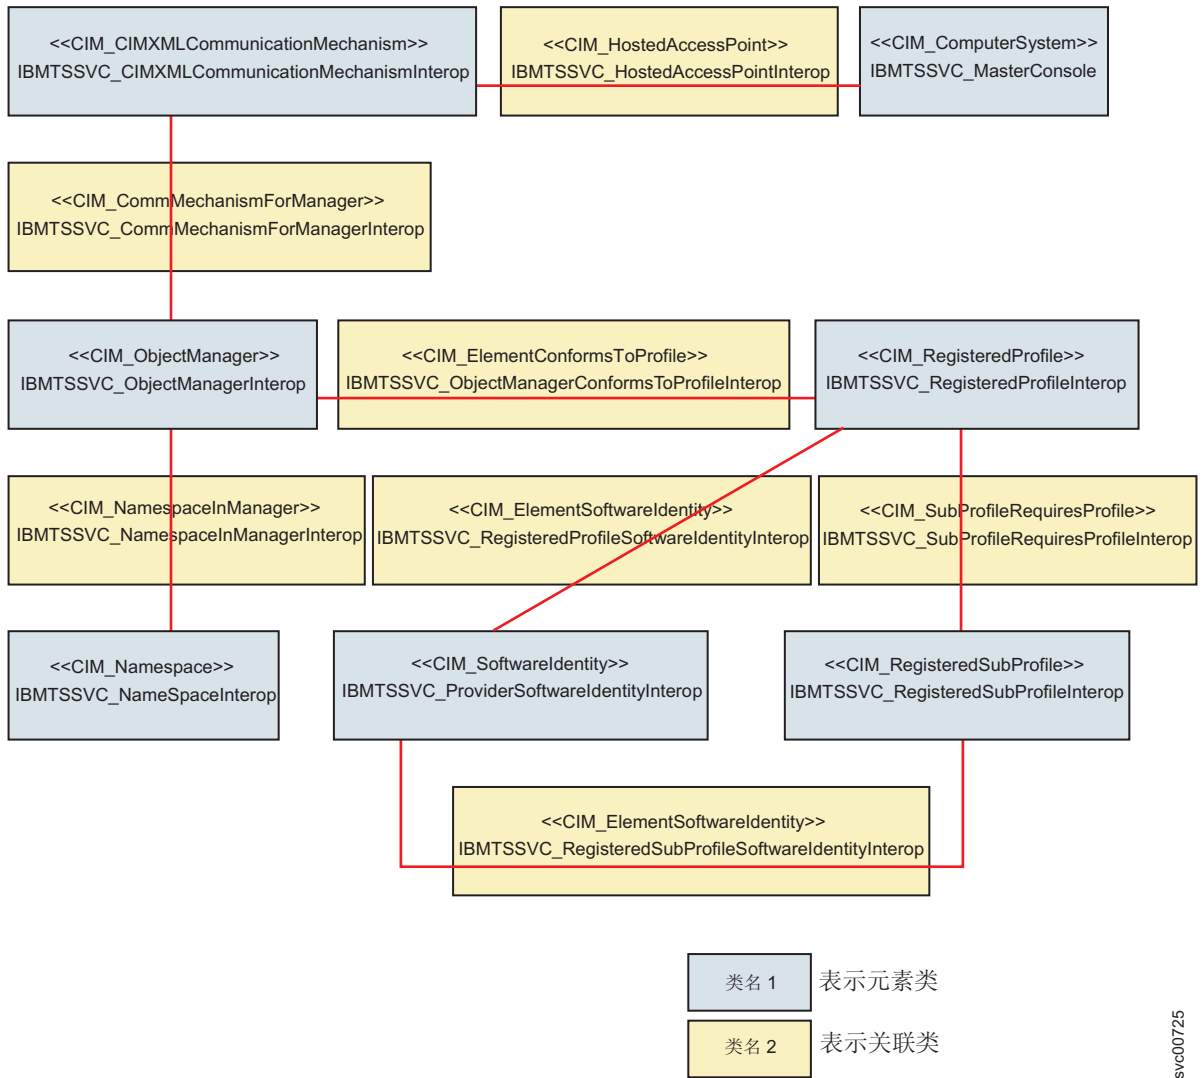 <<CIM_CIMXMLCommunicationMechanism>>
IBMTSSVC_CIMXMLCommunicationMechanismInterop
<<CIM_HostedAccessPoint>>
IBMTSSVC_HostedAccessPointInterop
<<CIM_ComputerSystem>>
IBMTSSVC_MasterConsole
<<CIM_CommMechanismForManager>>
IBMTSSVC_CommMechanismForManagerInterop
<<CIM_ObjectManager>>
IBMTSSVC_ObjectManagerInterop
<<CIM_ElementConformsToProfile>>
IBMTSSVC_ObjectManagerConformsToProfileInterop
<<CIM_RegisteredProfile>>
IBMTSSVC_RegisteredProfileInterop
<<CIM_NamespaceInManager>>
IBMTSSVC_NamespaceInManagerInterop
<<CIM_ElementSoftwareIdentity>>
IBMTSSVC_RegisteredProfileSoftwareIdentityInterop
<<CIM_SubProfileRequiresProfile>>
IBMTSSVC_SubProfileRequiresProfileInterop
<<CIM_Namespace>>
IBMTSSVC_NameSpaceInterop
<<CIM_SoftwareIdentity>>
IBMTSSVC_ProviderSoftwareIdentityInterop
<<CIM_RegisteredSubProfile>>
IBMTSSVC_RegisteredSubProfileInterop
<<CIM_ElementSoftwareIdentity>>
IBMTSSVC_RegisteredSubProfileSoftwareIdentityInterop
类名 1
表示元素类
类名 2
表示关联类
svc00725